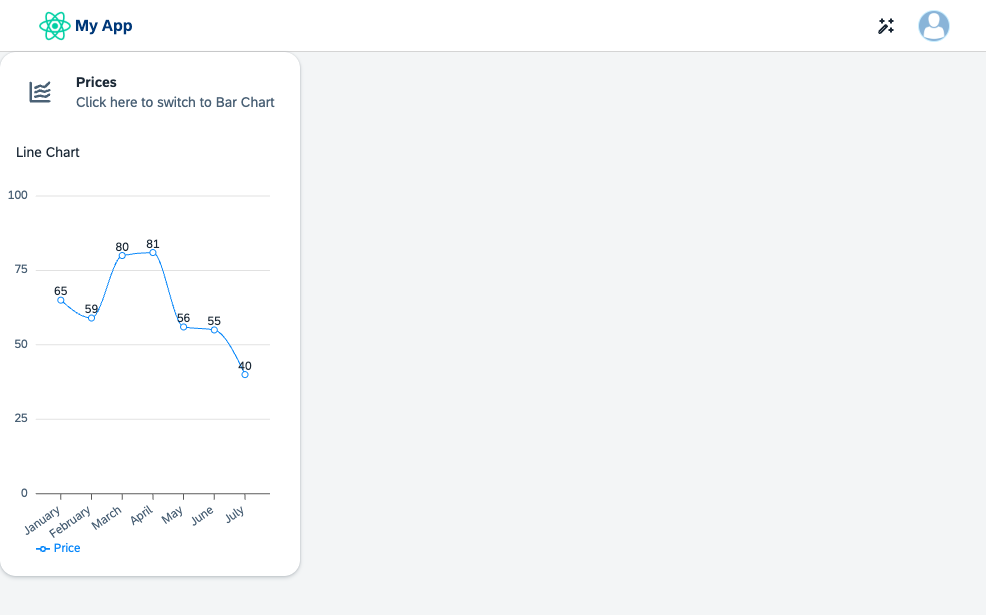 My App
Prices
Click here to switch to Bar Chart
Line Chart
100
75
50
25
0
65
59
80
81
56
55
40
January
February
March
April
May
June
July
Price